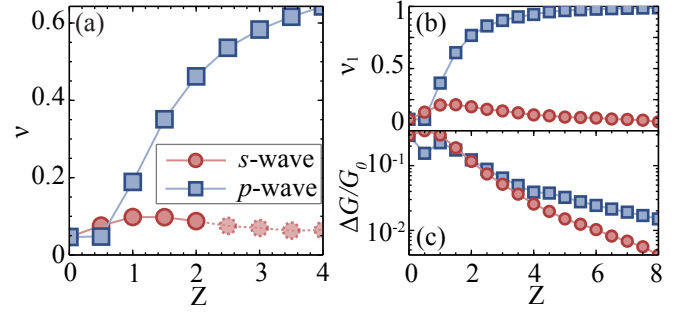 (a)
0.6
0.4
0.2
0
ν
s-wave
p-wave
0 1 2 3 4
Z
(b)
1
0.5
0
ν₁
(c)
10⁻¹
10⁻²
ΔG/G₀
0 2 4 6 8
Z